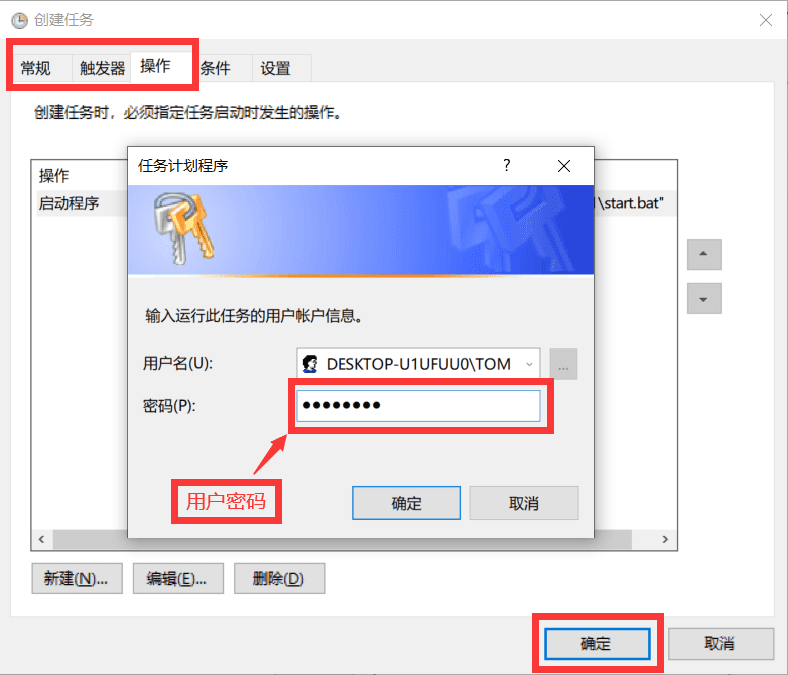 创建任务
常规 触发器 操作 条件 设置
创建任务时，必须指定任务启动时发生的操作。
操作
启动程序 \start.bat"
任务计划程序 ?
输入运行此任务的用户帐户信息。
用户名(U): DESKTOP-U1UFUU0\TOM ...
密码(P): ●●●●●●●●
用户密码
确定 取消
新建(N)... 编辑(E)... 删除(D)
确定 取消